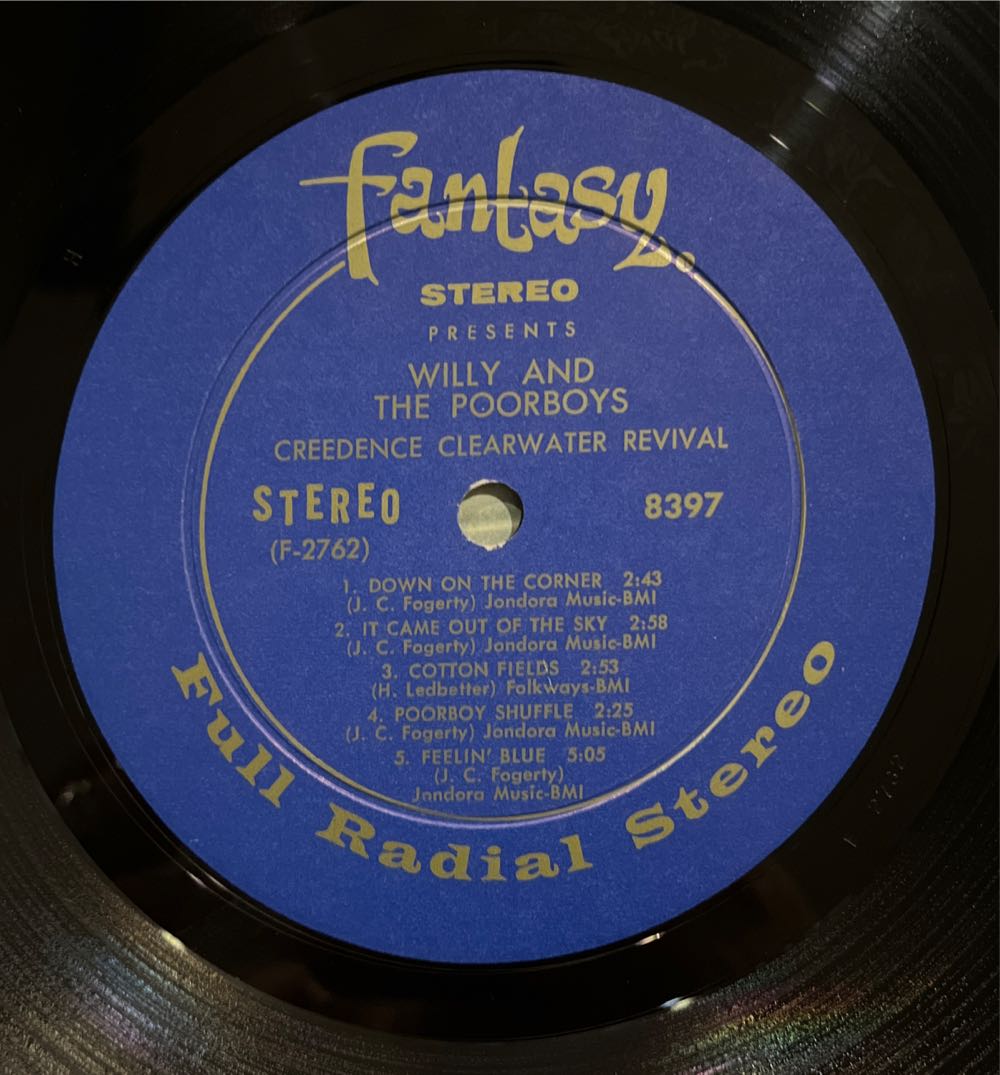 fantasy
STEREO
PRESENTS
WILLY AND
THE POORBOYS
CREEDENCE CLEARWATER REVIVAL
STEREO 8397
(F-2762)
1. DOWN ON THE CORNER 2:43
(J. C. Fogerty) Jondora Music-BMI
2. IT CAME OUT OF THE SKY 2:58
(J. C. Fogerty) Jondora Music-BMI
3. COTTON FIELDS 2:53
(H. Ledbetter) Folkways-BMI
4. POORBOY SHUFFLE 2:25
(J. C. Fogerty) Jondora Music-BMI
5. FEELIN' BLUE 5:05
(J. C. Fogerty)
Jondora Music-BMI
Full Radial Stereo